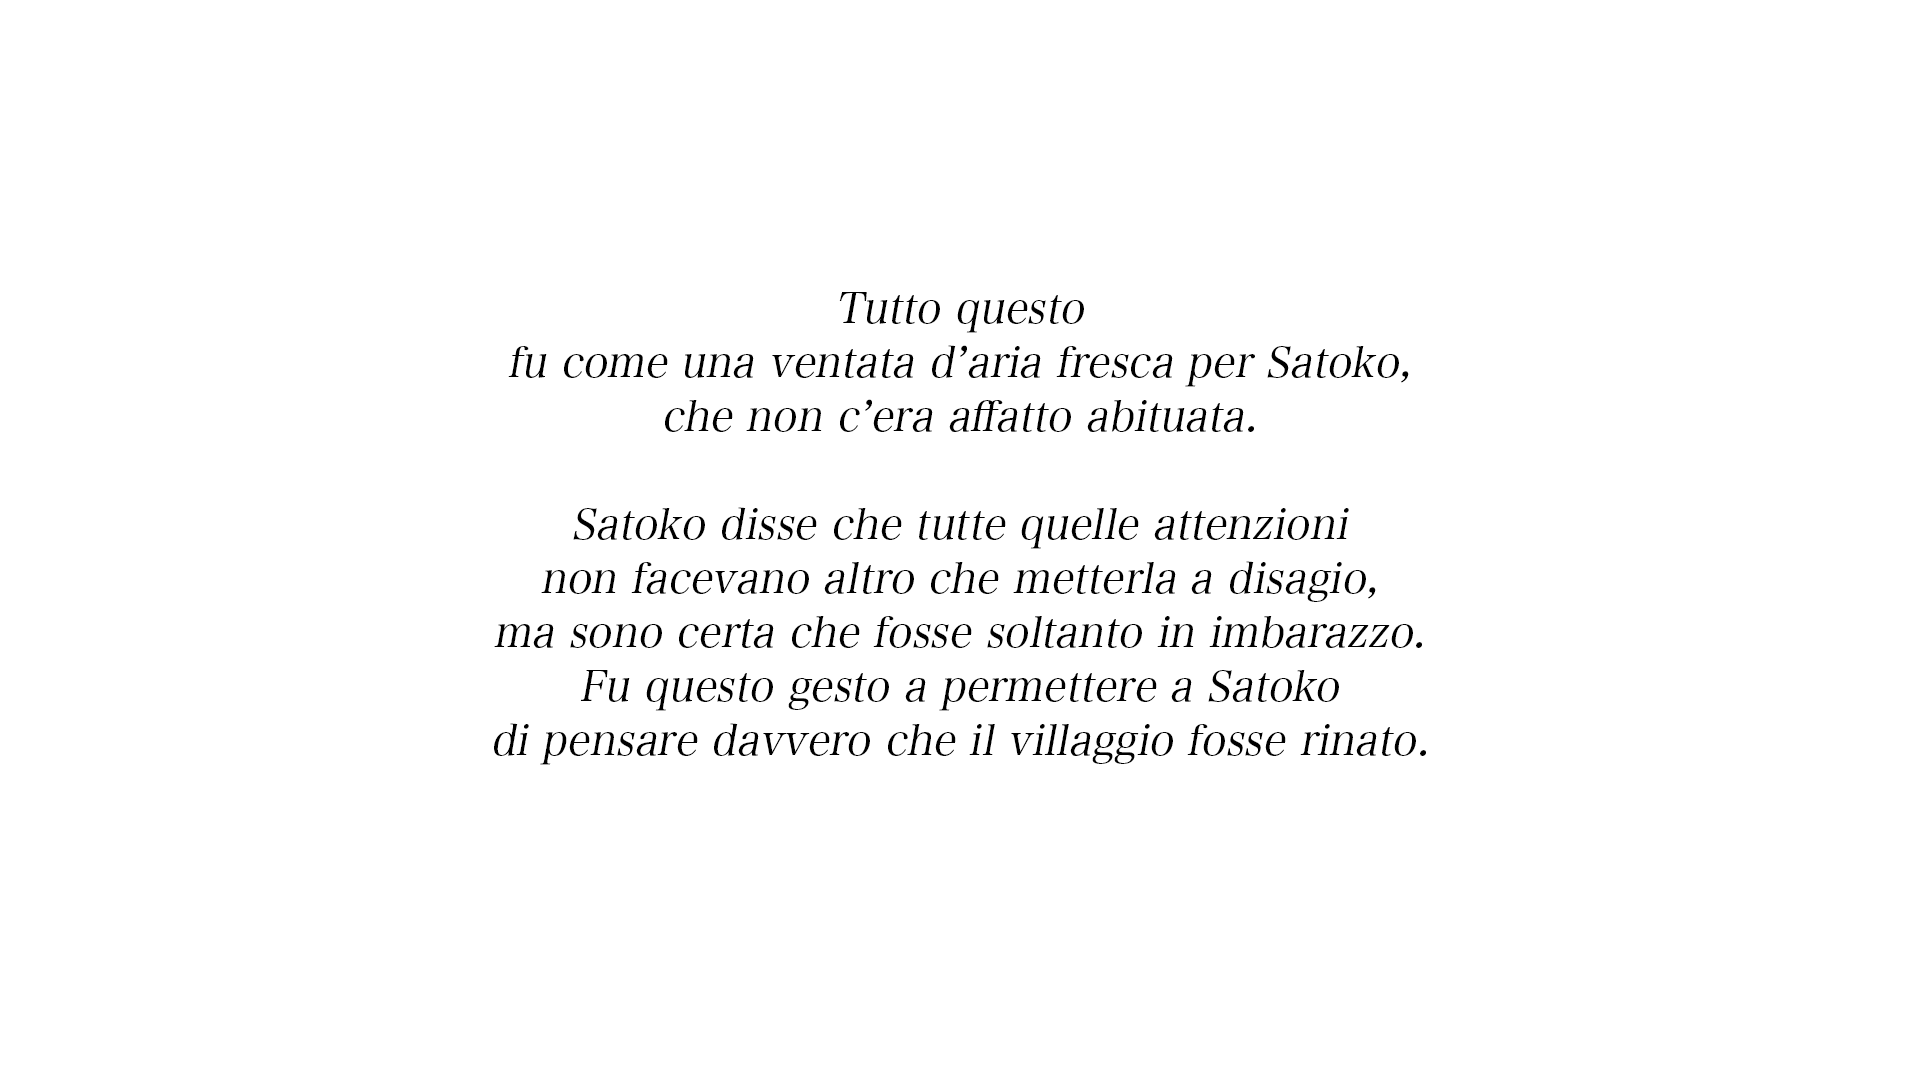 Tutto questo
fu come una ventata d’aria fresca per Satoko,
che non c’era affatto abituata.
Satoko disse che tutte quelle attenzioni
non facevano altro che metterla a disagio,
ma sono certa che fosse soltanto in imbarazzo.
Fu questo gesto a permettere a Satoko
di pensare davvero che il villaggio fosse rinato.